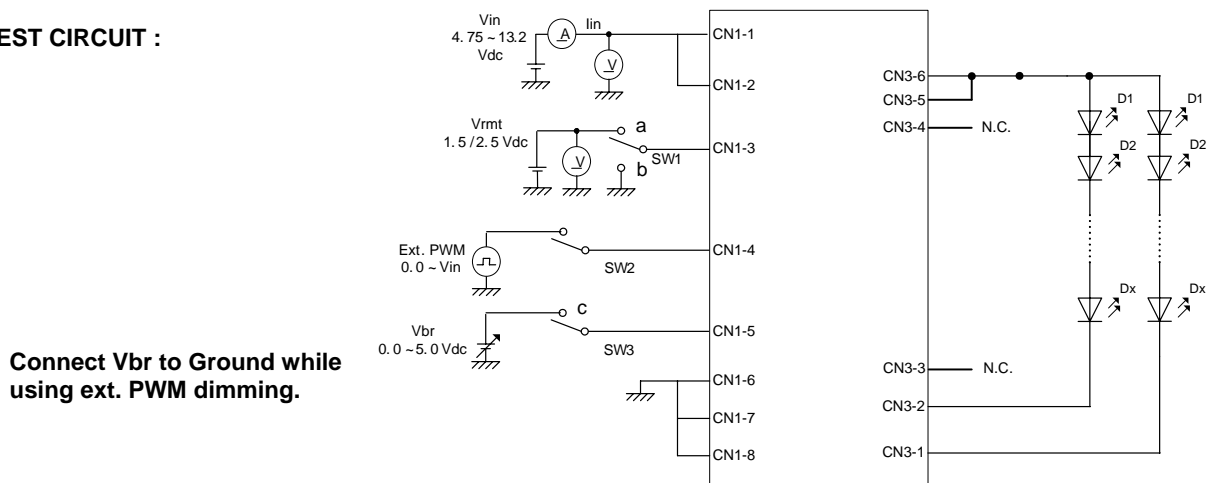 EST CIRCUIT :
Vin
4.75 ~ 13.2
Vdc
A
Iin
V
CN1-1
CN1-2
Vrmt
1.5 /2.5 Vdc
V
a
b
SW1
CN1-3
Ext. PWM
0.0 ~ Vin
SW2
CN1-4
Vbr
0.0 ~5.0 Vdc
c
SW3
CN1-5
Connect Vbr to Ground while
using ext. PWM dimming.
CN1-6
CN1-7
CN1-8
CN3-6
CN3-5
CN3-4
N.C.
D1
D1
D2
D2
Dx
Dx
CN3-3
N.C.
CN3-2
CN3-1